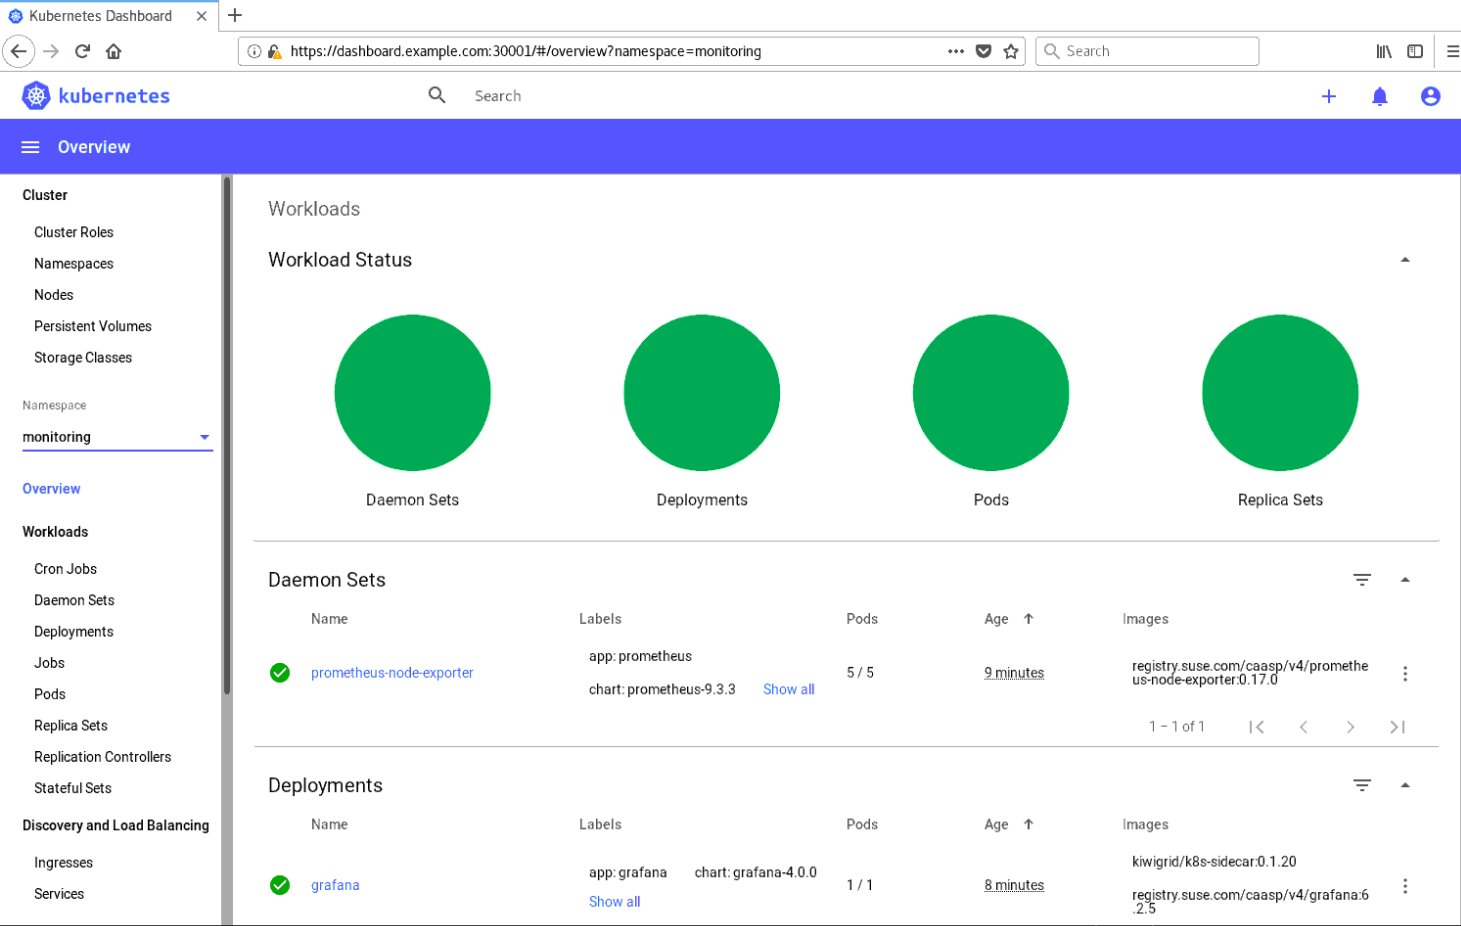 Kubernetes Dashboard
https://dashboard.example.com:30001/#/overview?namespace=monitoring
Search
kubernetes
Search
Overview
Cluster
Cluster Roles
Namespaces
Nodes
Persistent Volumes
Storage Classes
Namespace
monitoring
Overview
Workloads
Cron Jobs
Daemon Sets
Deployments
Jobs
Pods
Replica Sets
Replication Controllers
Stateful Sets
Discovery and Load Balancing
Ingresses
Services
Workloads
Workload Status
Daemon Sets
Deployments
Pods
Replica Sets
Daemon Sets
Name Labels Pods Age Images
prometheus-node-exporter
app: prometheus
chart: prometheus-9.3.3 Show all
5 / 5
9 minutes
registry.suse.com/caasp/v4/promethe
us-node-exporter:0.17.0
1 – 1 of 1
Deployments
Name Labels Pods Age Images
grafana
app: grafana chart: grafana-4.0.0
Show all
1 / 1
8 minutes
kiwigrid/k8s-sidecar:0.1.20
registry.suse.com/caasp/v4/grafana:6
.2.5